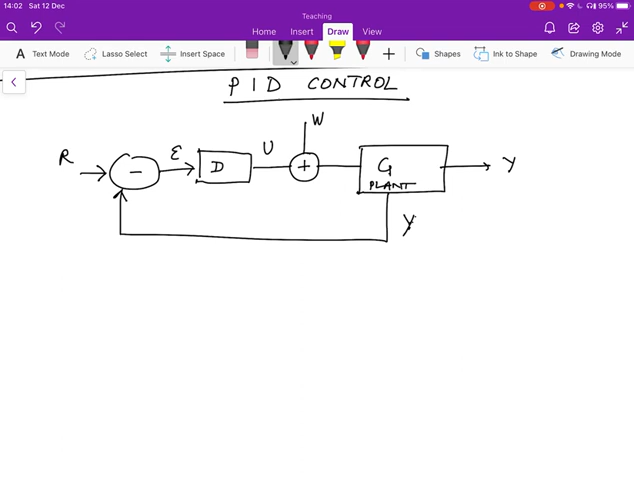 14:02 Sat 12 Dec
95%
Teaching
Home Insert Draw View
A Text Mode Lasso Select Insert Space Shapes Ink to Shape Drawing Mode
PID CONTROL
W
R
ε
U
D
G
PLANT
Y
-
+
Y